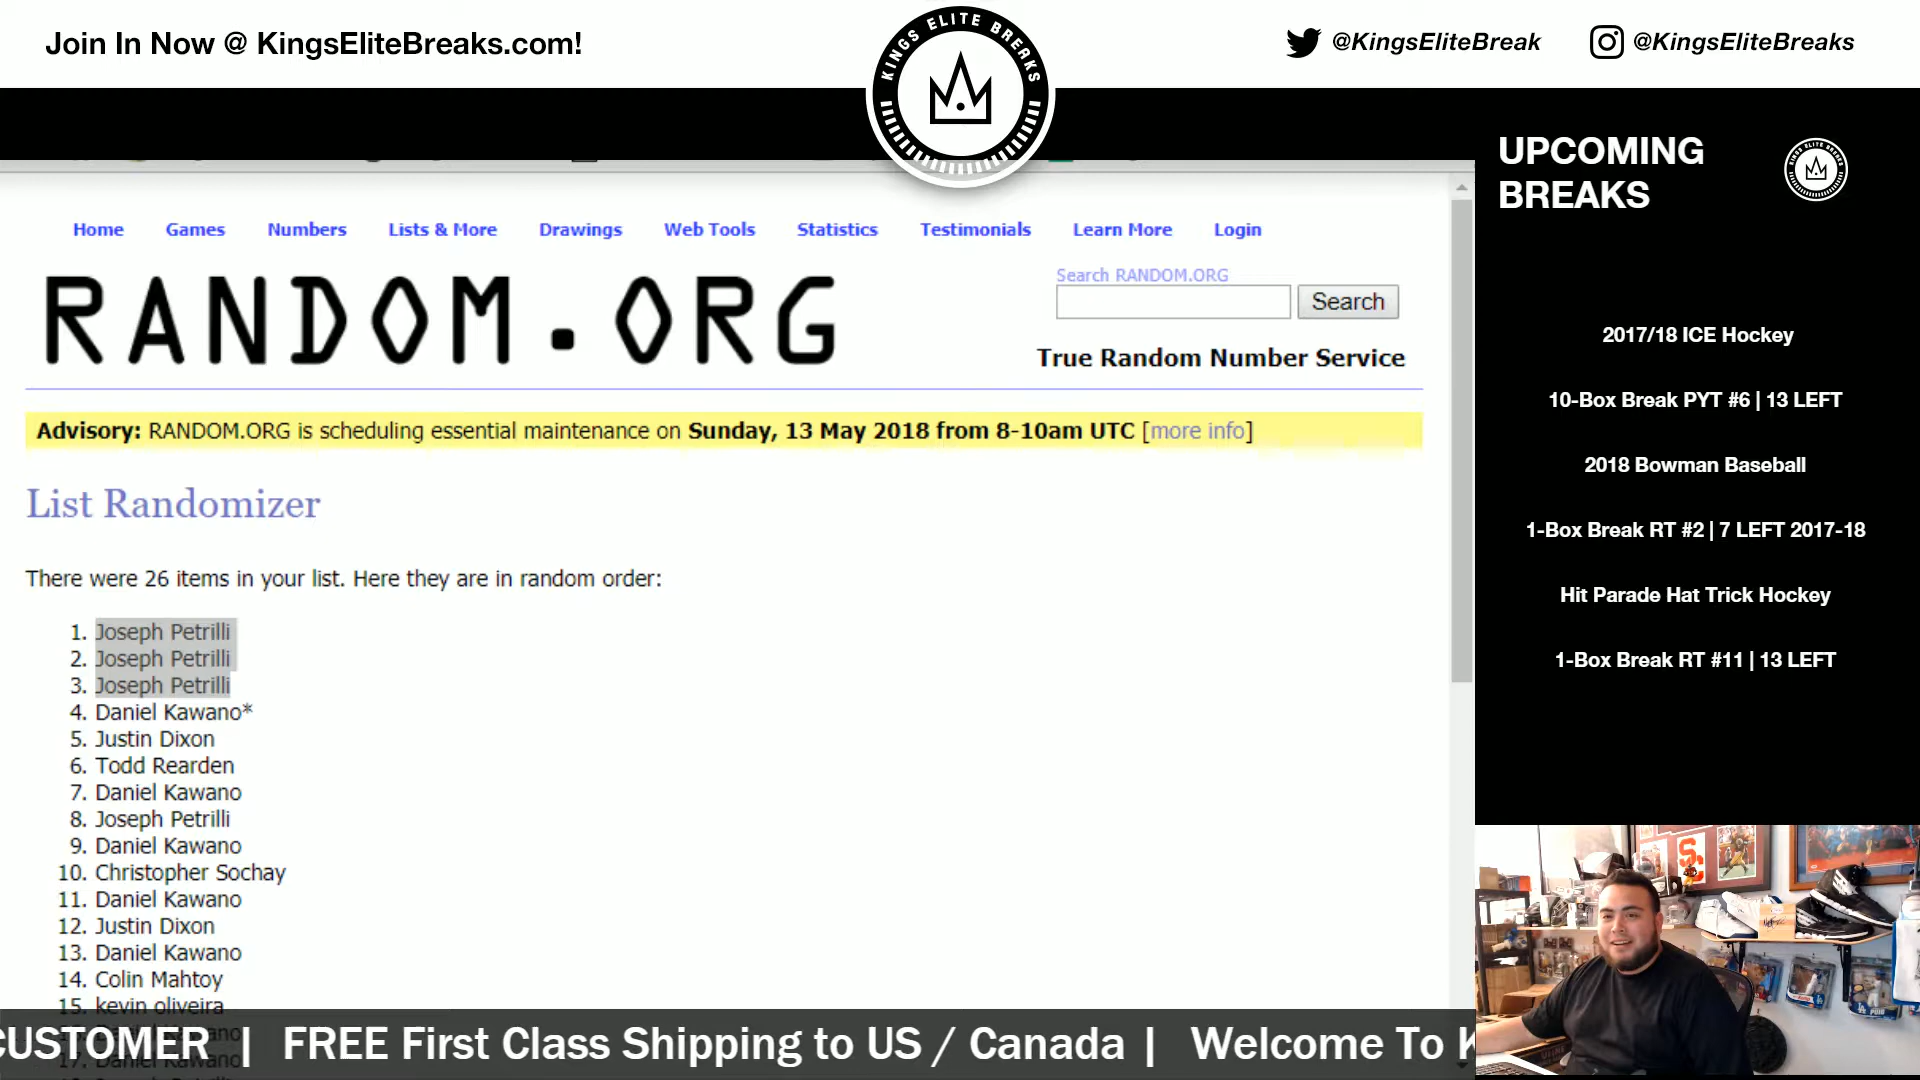 Join In Now @ KingsEliteBreaks.com!
KINGS ELITE BREAKS
@KingsEliteBreak
@KingsEliteBreaks
UPCOMING
BREAKS
2017/18 ICE Hockey
10-Box Break PYT #6 | 13 LEFT
2018 Bowman Baseball
1-Box Break RT #2 | 7 LEFT 2017-18
Hit Parade Hat Trick Hockey
1-Box Break RT #11 | 13 LEFT
Home Games Numbers Lists & More Drawings Web Tools Statistics Testimonials Learn More Login
RANDOM.ORG
Search RANDOM.ORG
Search
True Random Number Service
Advisory: RANDOM.ORG is scheduling essential maintenance on Sunday, 13 May 2018 from 8-10am UTC [more info]
List Randomizer
There were 26 items in your list. Here they are in random order:
1. Joseph Petrilli
2. Joseph Petrilli
3. Joseph Petrilli
4. Daniel Kawano*
5. Justin Dixon
6. Todd Rearden
7. Daniel Kawano
8. Joseph Petrilli
9. Daniel Kawano
10. Christopher Sochay
11. Daniel Kawano
12. Justin Dixon
13. Daniel Kawano
14. Colin Mahtoy
15. kevin oliveira
17. Daniel Kawano
CUSTOMER | FREE First Class Shipping to US / Canada | Welcome To K